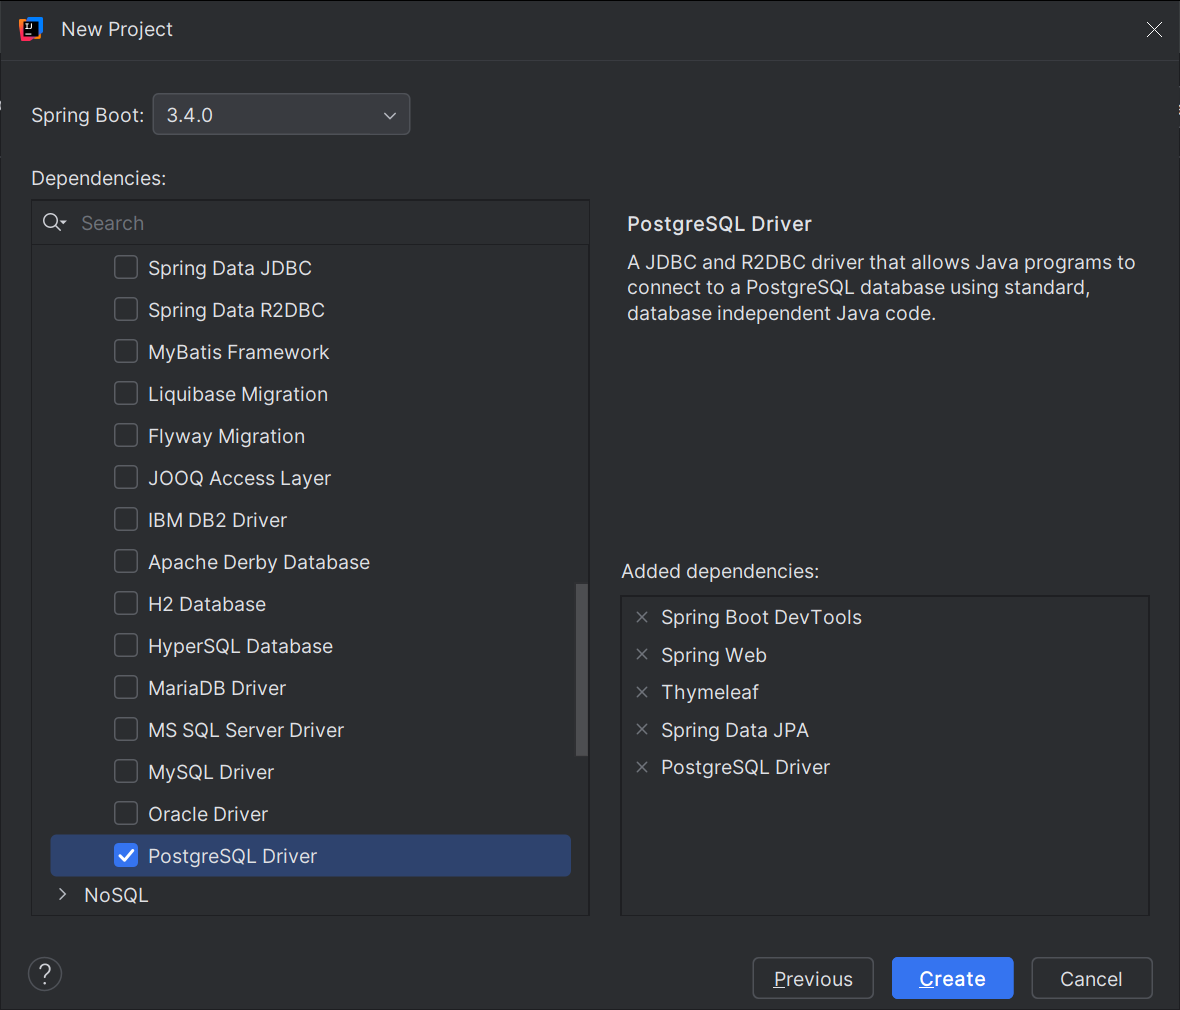 New Project
Spring Boot: 3.4.0
Dependencies:
Search
Spring Data JDBC
Spring Data R2DBC
MyBatis Framework
Liquibase Migration
Flyway Migration
JOOQ Access Layer
IBM DB2 Driver
Apache Derby Database
H2 Database
HyperSQL Database
MariaDB Driver
MS SQL Server Driver
MySQL Driver
Oracle Driver
PostgreSQL Driver
NoSQL
PostgreSQL Driver
A JDBC and R2DBC driver that allows Java programs to
connect to a PostgreSQL database using standard,
database independent Java code.
Added dependencies:
Spring Boot DevTools
Spring Web
Thymeleaf
Spring Data JPA
PostgreSQL Driver
?
Previous
Create
Cancel